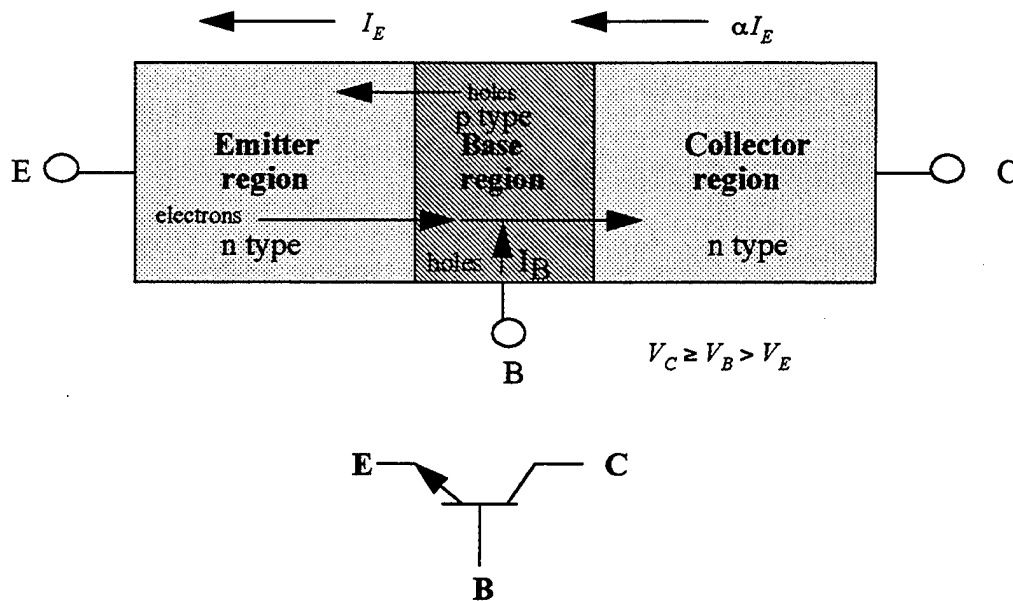 I_E
αI_E
holes
p type
Emitter region
Base region
Collector region
E
C
electrons
n type
n type
holes
I_B
B
V_C ≥ V_B > V_E
E
C
B